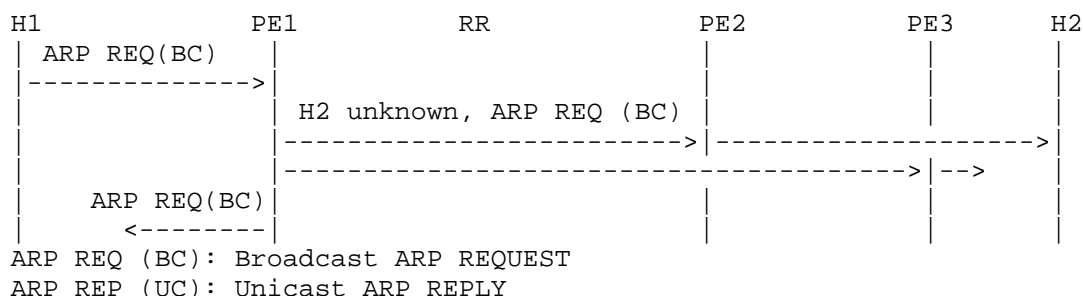 H1 PE1 RR PE2 PE3 H2
ARP REQ(BC)
H2 unknown, ARP REQ (BC)
ARP REQ(BC)
ARP REQ (BC): Broadcast ARP REQUEST
ARP REP (UC): Unicast ARP REPLY